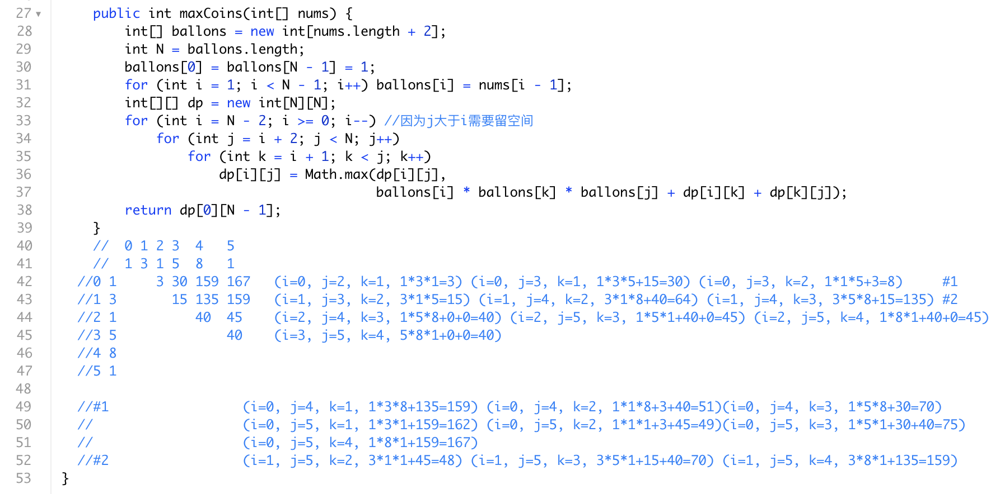 27    public int maxCoins(int[] nums) {
28        int[] ballons = new int[nums.length + 2];
29        int N = ballons.length;
30        ballons[0] = ballons[N - 1] = 1;
31        for (int i = 1; i < N - 1; i++) ballons[i] = nums[i - 1];
32        int[][] dp = new int[N][N];
33        for (int i = N - 2; i >= 0; i--) //因为j大于i需要留空间
34            for (int j = i + 2; j < N; j++)
35                for (int k = i + 1; k < j; k++)
36                    dp[i][j] = Math.max(dp[i][j],
37                                        ballons[i] * ballons[k] * ballons[j] + dp[i][k] + dp[k][j]);
38        return dp[0][N - 1];
39    }
40    //  0 1 2 3  4   5
41    //  1 3 1 5  8   1
42  //0 1     3 30 159 167   (i=0, j=2, k=1, 1*3*1=3) (i=0, j=3, k=1, 1*3*5+15=30) (i=0, j=3, k=2, 1*1*5+3=8)     #1
43  //1 3       15 135 159   (i=1, j=3, k=2, 3*1*5=15) (i=1, j=4, k=2, 3*1*8+40=64) (i=1, j=4, k=3, 3*5*8+15=135) #2
44  //2 1          40  45    (i=2, j=4, k=3, 1*5*8+0+0=40) (i=2, j=5, k=3, 1*5*1+40+0=45) (i=2, j=5, k=4, 1*8*1+40+0=45)
45  //3 5              40    (i=3, j=5, k=4, 5*8*1+0+0=40)
46  //4 8
47  //5 1
48
49  //#1                 (i=0, j=4, k=1, 1*3*8+135=159) (i=0, j=4, k=2, 1*1*8+3+40=51)(i=0, j=4, k=3, 1*5*8+30=70)
50  //                   (i=0, j=5, k=1, 1*3*1+159=162) (i=0, j=5, k=2, 1*1*1+3+45=49)(i=0, j=5, k=3, 1*5*1+30+40=75)
51  //                   (i=0, j=5, k=4, 1*8*1+159=167)
52  //#2                 (i=1, j=5, k=2, 3*1*1+45=48) (i=1, j=5, k=3, 3*5*1+15+40=70) (i=1, j=5, k=4, 3*8*1+135=159)
53 }